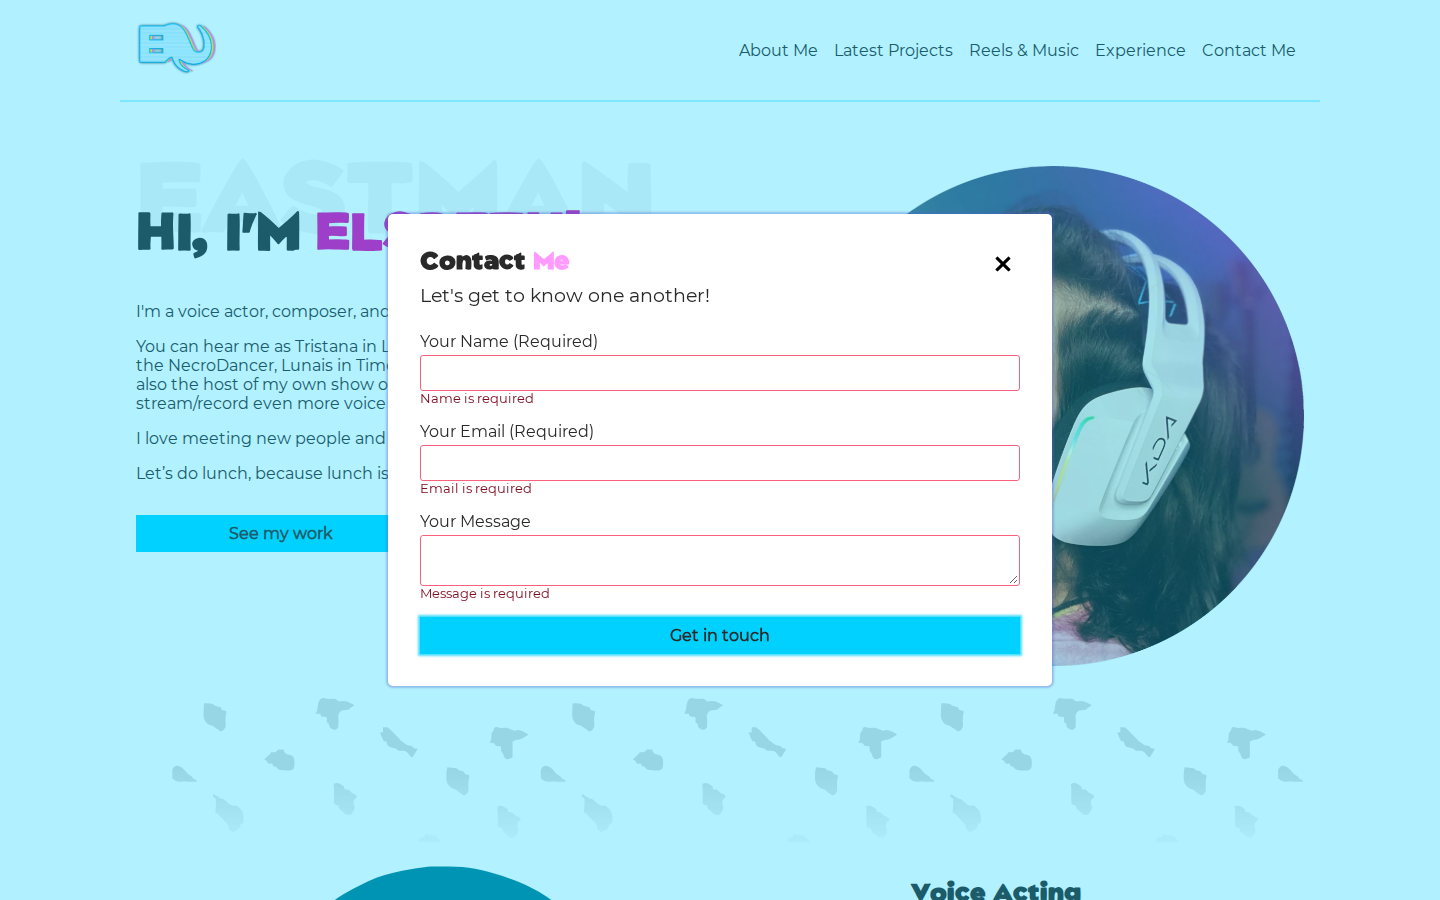 About Me Latest Projects Reels & Music Experience Contact Me
EASTMAN
HI, I'M
Contact Me
Let's get to know one another!
I'm a voice actor, composer, and
You can hear me as Tristana in L
the NecroDancer, Lunais in Time
also the host of my own show o
stream/record even more voice
I love meeting new people and
Let's do lunch, because lunch is
See my work
Your Name (Required)
Name is required
Your Email (Required)
Email is required
Your Message
Message is required
Get in touch
VOΛ
Voice Acting